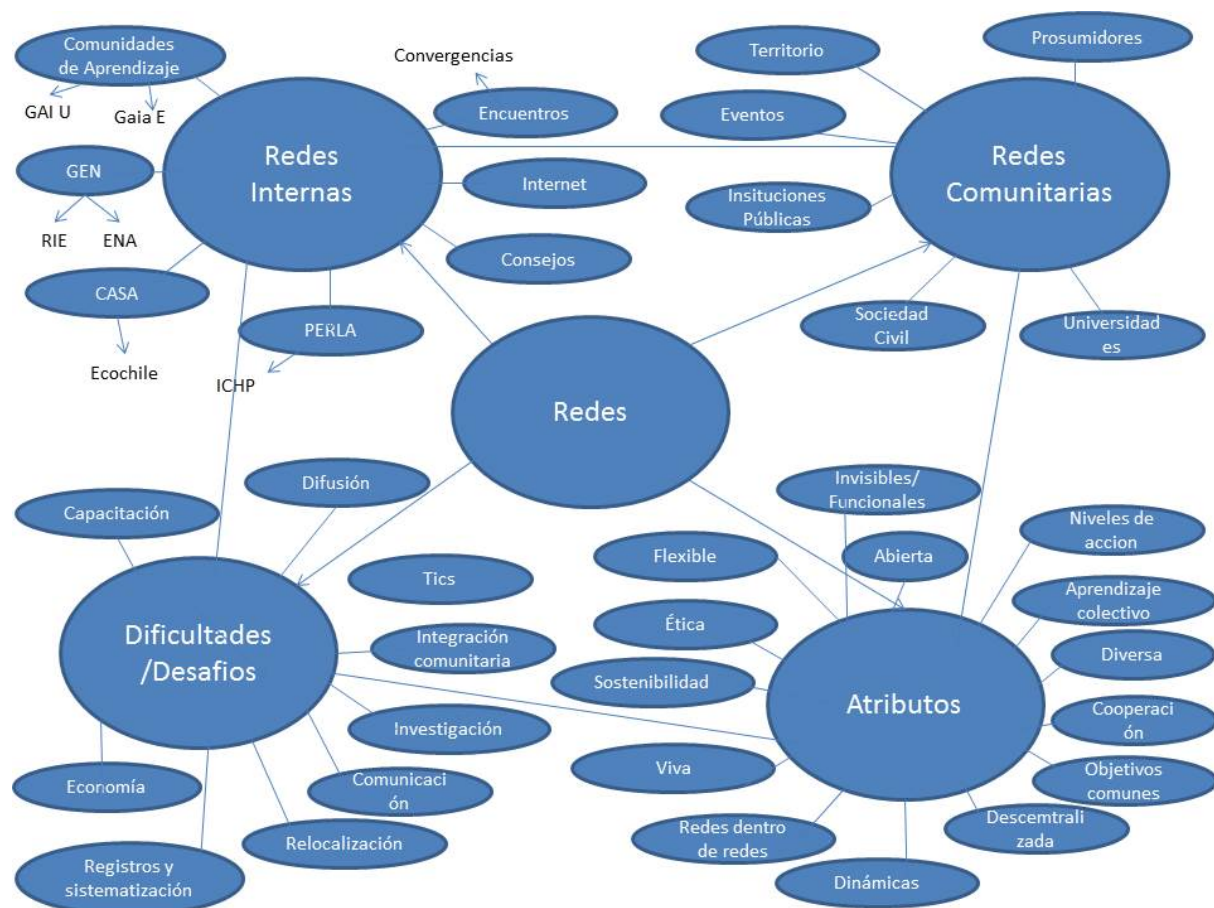 Comunidades
de Aprendizaje
GAI U
Gaia E
GEN
RIE
ENA
CASA
Ecochile
PERLA
ICHP
Redes
Internas
Convergencias
Encuentros
Internet
Consejos
Territorio
Eventos
Insituciones
Públicas
Sociedad
Civil
Prosumidores
Redes
Comunitarias
Universidad
es
Redes
Difusión
Capacitación
Tics
Dificultades
/Desafios
Integración
comunitaria
Investigación
Comunicaci
ón
Relocalización
Economía
Registros y
sistematización
Invisibles/
Funcionales
Flexible
Abierta
Niveles de
accion
Ética
Aprendizaje
colectivo
Sostenibilidad
Diversa
Atributos
Cooperaci
ón
Viva
Objetivos
comunes
Redes dentro
de redes
Descemtrali
zada
Dinámicas